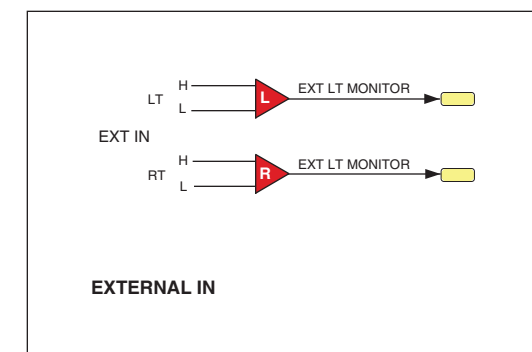 H
LT
L
L
EXT LT MONITOR
EXT IN
H
RT
L
R
EXT LT MONITOR
EXTERNAL IN